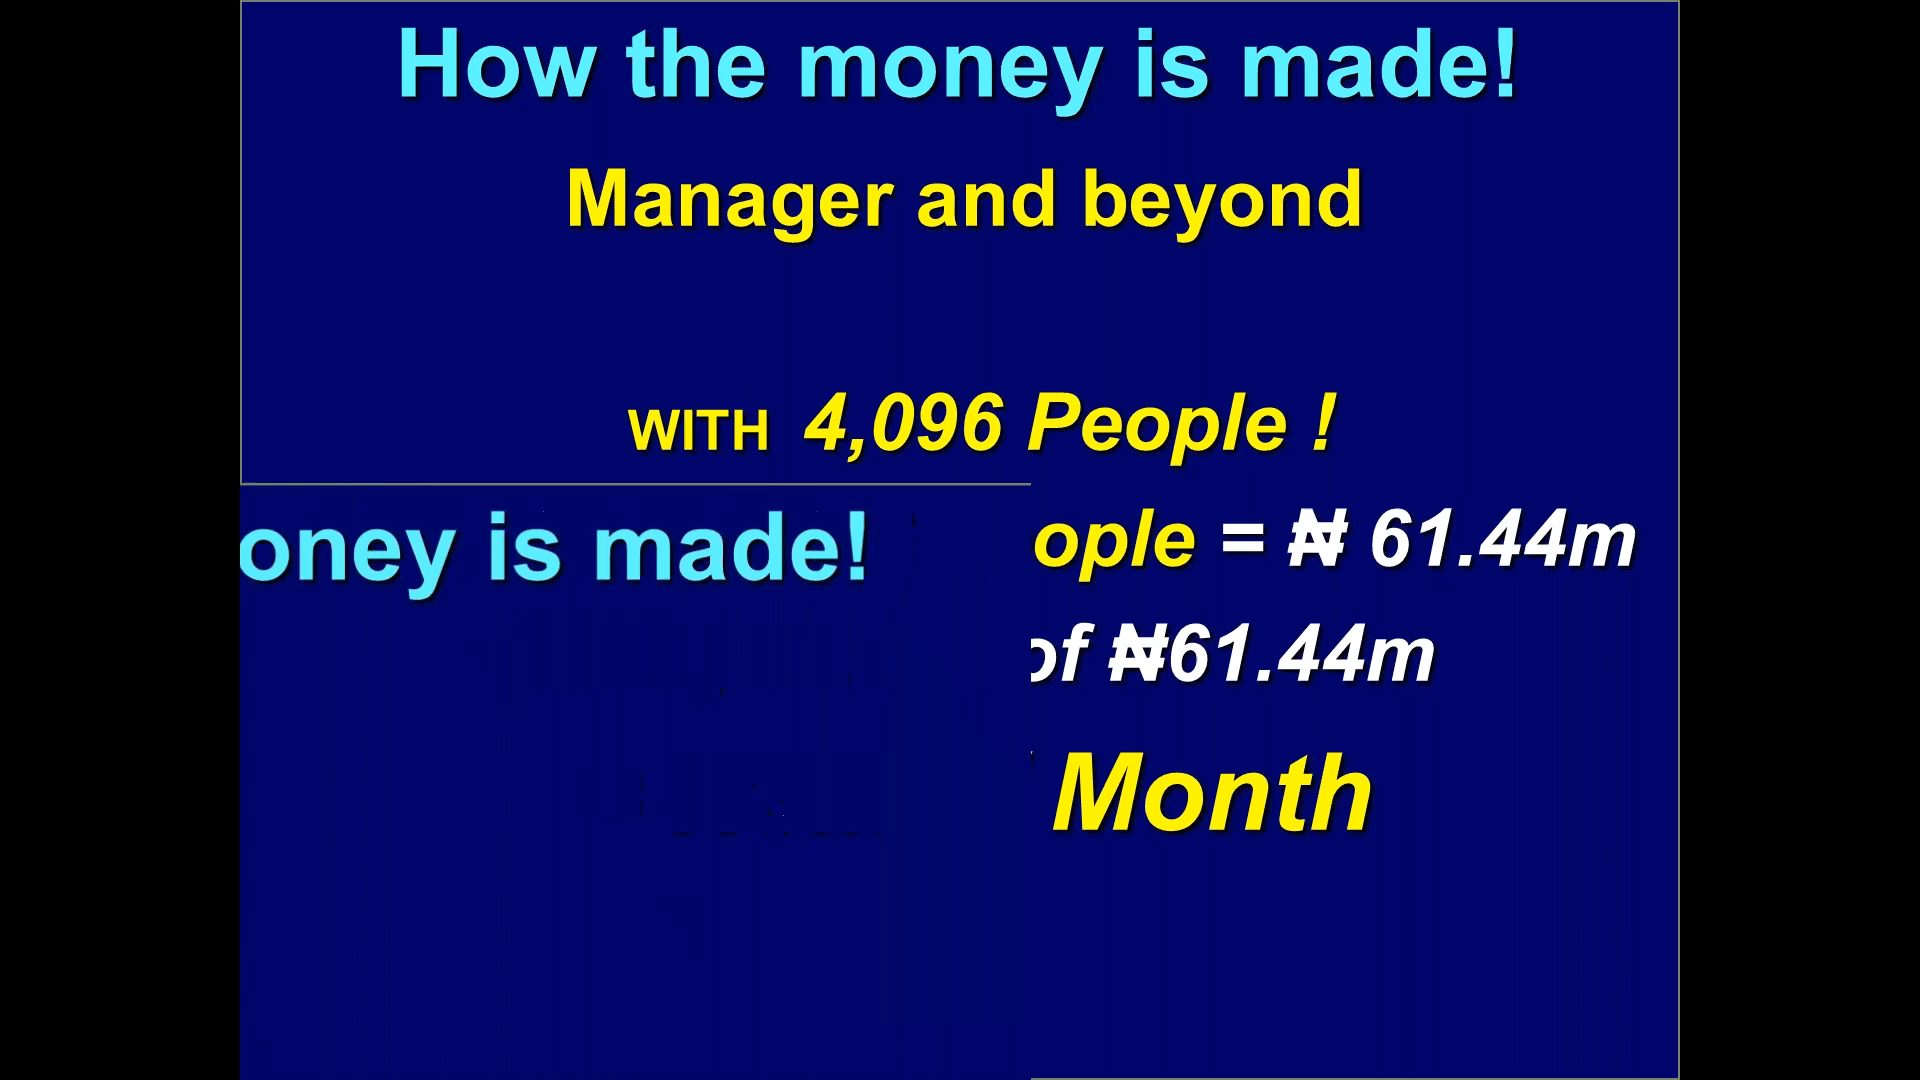 How the money is made!
Manager and beyond
WITH 4,096 People !
ople = ₦ 61.44m
oney is made!
of ₦61.44m
Month